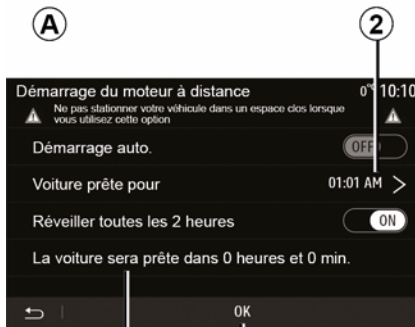 A
2
Démarrage du moteur à distance 0° 10:10
Ne pas stationner votre véhicule dans un espace clos lorsque
vous utilisez cette option
Démarrage auto. OFF
Voiture prête pour 01:01 AM >
Réveiller toutes les 2 heures ON
La voiture sera prête dans 0 heures et 0 min.
OK